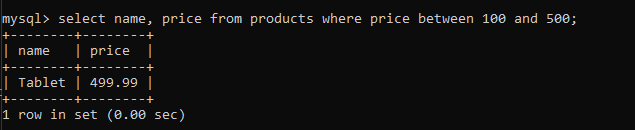 mysql> select name, price from products where price between 100 and 500;
+--------+--------+
| name   | price  |
+--------+--------+
| Tablet | 499.99 |
+--------+--------+
1 row in set (0.00 sec)